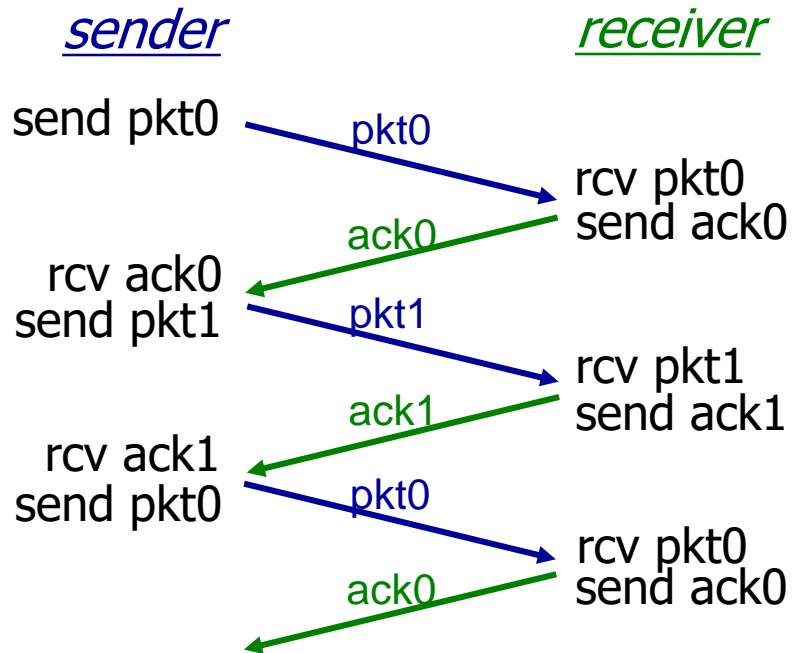 sender
receiver
send pkt0
pkt0
rcv pkt0
send ack0
ack0
rcv ack0
send pkt1
pkt1
rcv pkt1
send ack1
ack1
rcv ack1
send pkt0
pkt0
rcv pkt0
send ack0
ack0